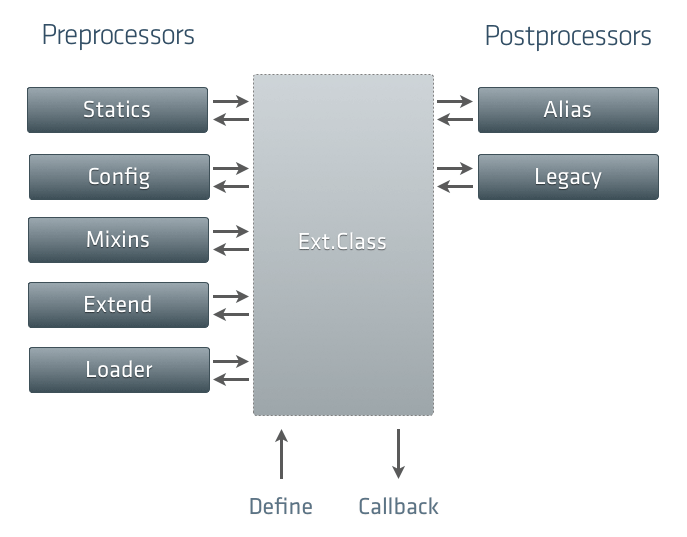 Preprocessors
Postprocessors
Statics
Alias
Config
Legacy
Mixins
Ext.Class
Extend
Loader
Define
Callback